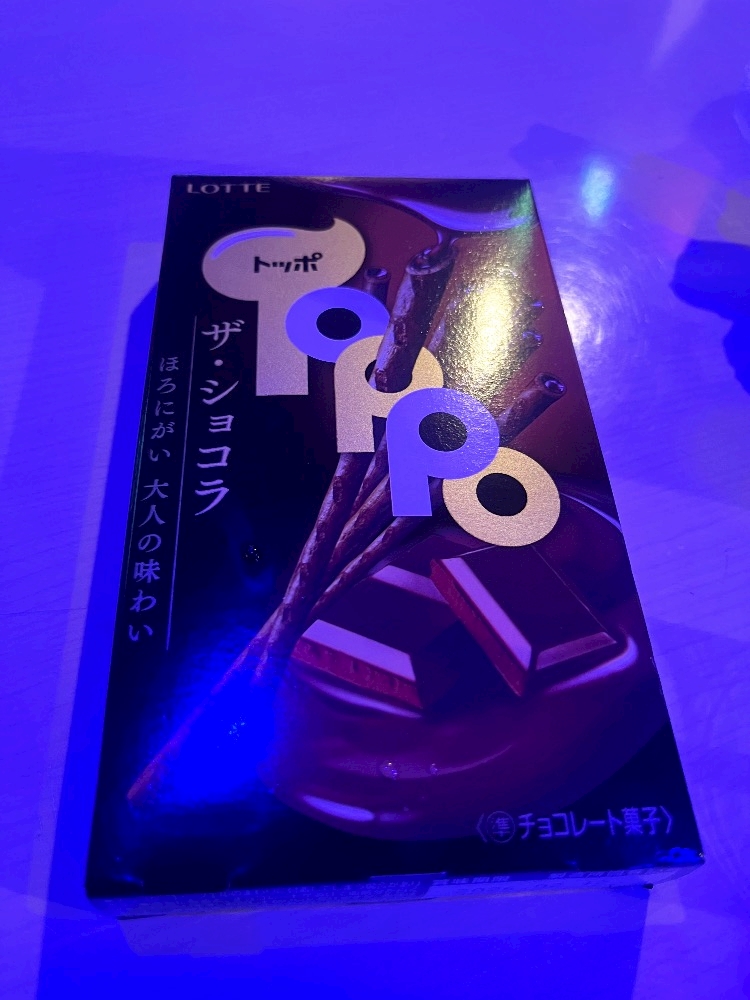 LOTTE
トッポ
Toppo
ザ・ショコラ
ほろにがい 大人の味わい
〈準チョコレート菓子〉